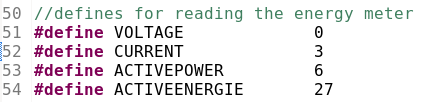 50 //defines for reading the energy meter
51 #define VOLTAGE 0
52 #define CURRENT 3
53 #define ACTIVEPOWER 6
54 #define ACTIVEENERGIE 27